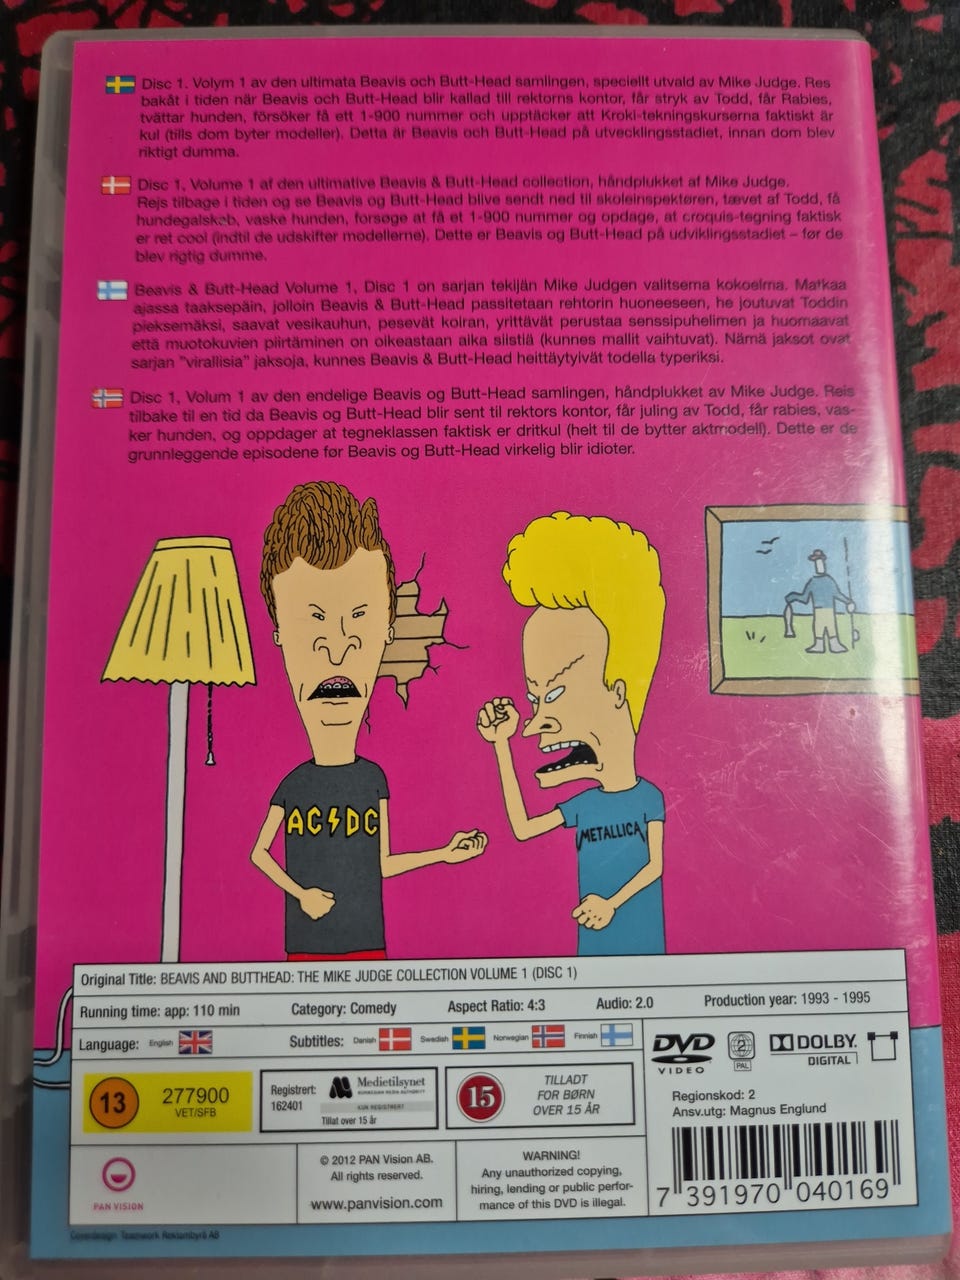 Disc 1. Volym 1 av den ultimata Beavis och Butt-Head samlingen, speciellt utvald av Mike Judge. Res
bakåt i tiden när Beavis och Butt-Head blir kallad till rektorns kontor, får stryk av Todd, får Rabies,
tvättar hunden, försöker få ett 1-900 nummer och upptäcker att Kroki-tekningskurserna faktiskt är
kul (tills dom byter modeller). Detta är Beavis och Butt-Head på utvecklingsstadiet, innan dom blev
riktigt dumma.
Disc 1, Volume 1 af den ultimative Beavis & Butt-Head collection, håndplukket af Mike Judge.
Rejs tilbage i tiden og se Beavis og Butt-Head blive sendt ned til skoleinspektøren, tævet af Todd, få
hundegalskab, vaske hunden, forsøge at få et 1-900 nummer og opdage, at croquis-tegning faktisk
er ret cool (indtil de udskifter modellerne). Dette er Beavis og Butt-Head på udviklingsstadiet – før de
blev rigtig dumme.
Beavis & Butt-Head Volume 1, Disc 1 on sarjan tekijän Mike Judgen valitsema kokoelma. Matkaa
ajassa taaksepäin, jolloin Beavis & Butt-Head passitetaan rehtorin huoneeseen, he joutuvat Toddin
pieksemäksi, saavat vesikauhun, pesevät koiran, yrittävät perustaa senssipuhelimen ja huomaavat
että muotokuvien piirtäminen on oikeastaan aika siistiä (kunnes mallit vaihtuvat). Nämä jaksot ovat
sarjan "virallisia" jaksoja, kunnes Beavis & Butt-Head heittäytyivät todella typeriksi.
Disc 1, Volum 1 av den endelige Beavis og Butt-Head samlingen, håndplukket av Mike Judge. Reis
tilbake til en tid da Beavis og Butt-Head blir sent til rektors kontor, får juling av Todd, får rabies, vas-
ker hunden, og oppdager at tegneklassen faktisk er dritkul (helt til de bytter aktmodell). Dette er de
grunnleggende episodene før Beavis og Butt-Head virkelig blir idioter.
AC DC
METALLICA
Original Title: BEAVIS AND BUTTHEAD: THE MIKE JUDGE COLLECTION VOLUME 1 (DISC 1)
Running time: app: 110 min Category: Comedy Aspect Ratio: 4:3 Audio: 2.0 Production year: 1993 - 1995
Language: English Subtitles: Danish Swedish Norwegian Finnish
DVD
VIDEO
2
PAL
DOLBY
DIGITAL
13
277900
VET/SFB
Registrert:
162401
Medietilsynet
NORWEGIAN MEDIA AUTHORITY
KUN REGISTRERT
Tillat over 15 år
15
TILLADT
FOR BØRN
OVER 15 ÅR
Regionskod: 2
Ansv.utg: Magnus Englund
PAN VISION
© 2012 PAN Vision AB.
All rights reserved.
www.panvision.com
WARNING!
Any unauthorized copying,
hiring, lending or public perfor-
mance of this DVD is illegal.
7 391970 040169
Coverdesign: Teamwork Reklambyrå AB